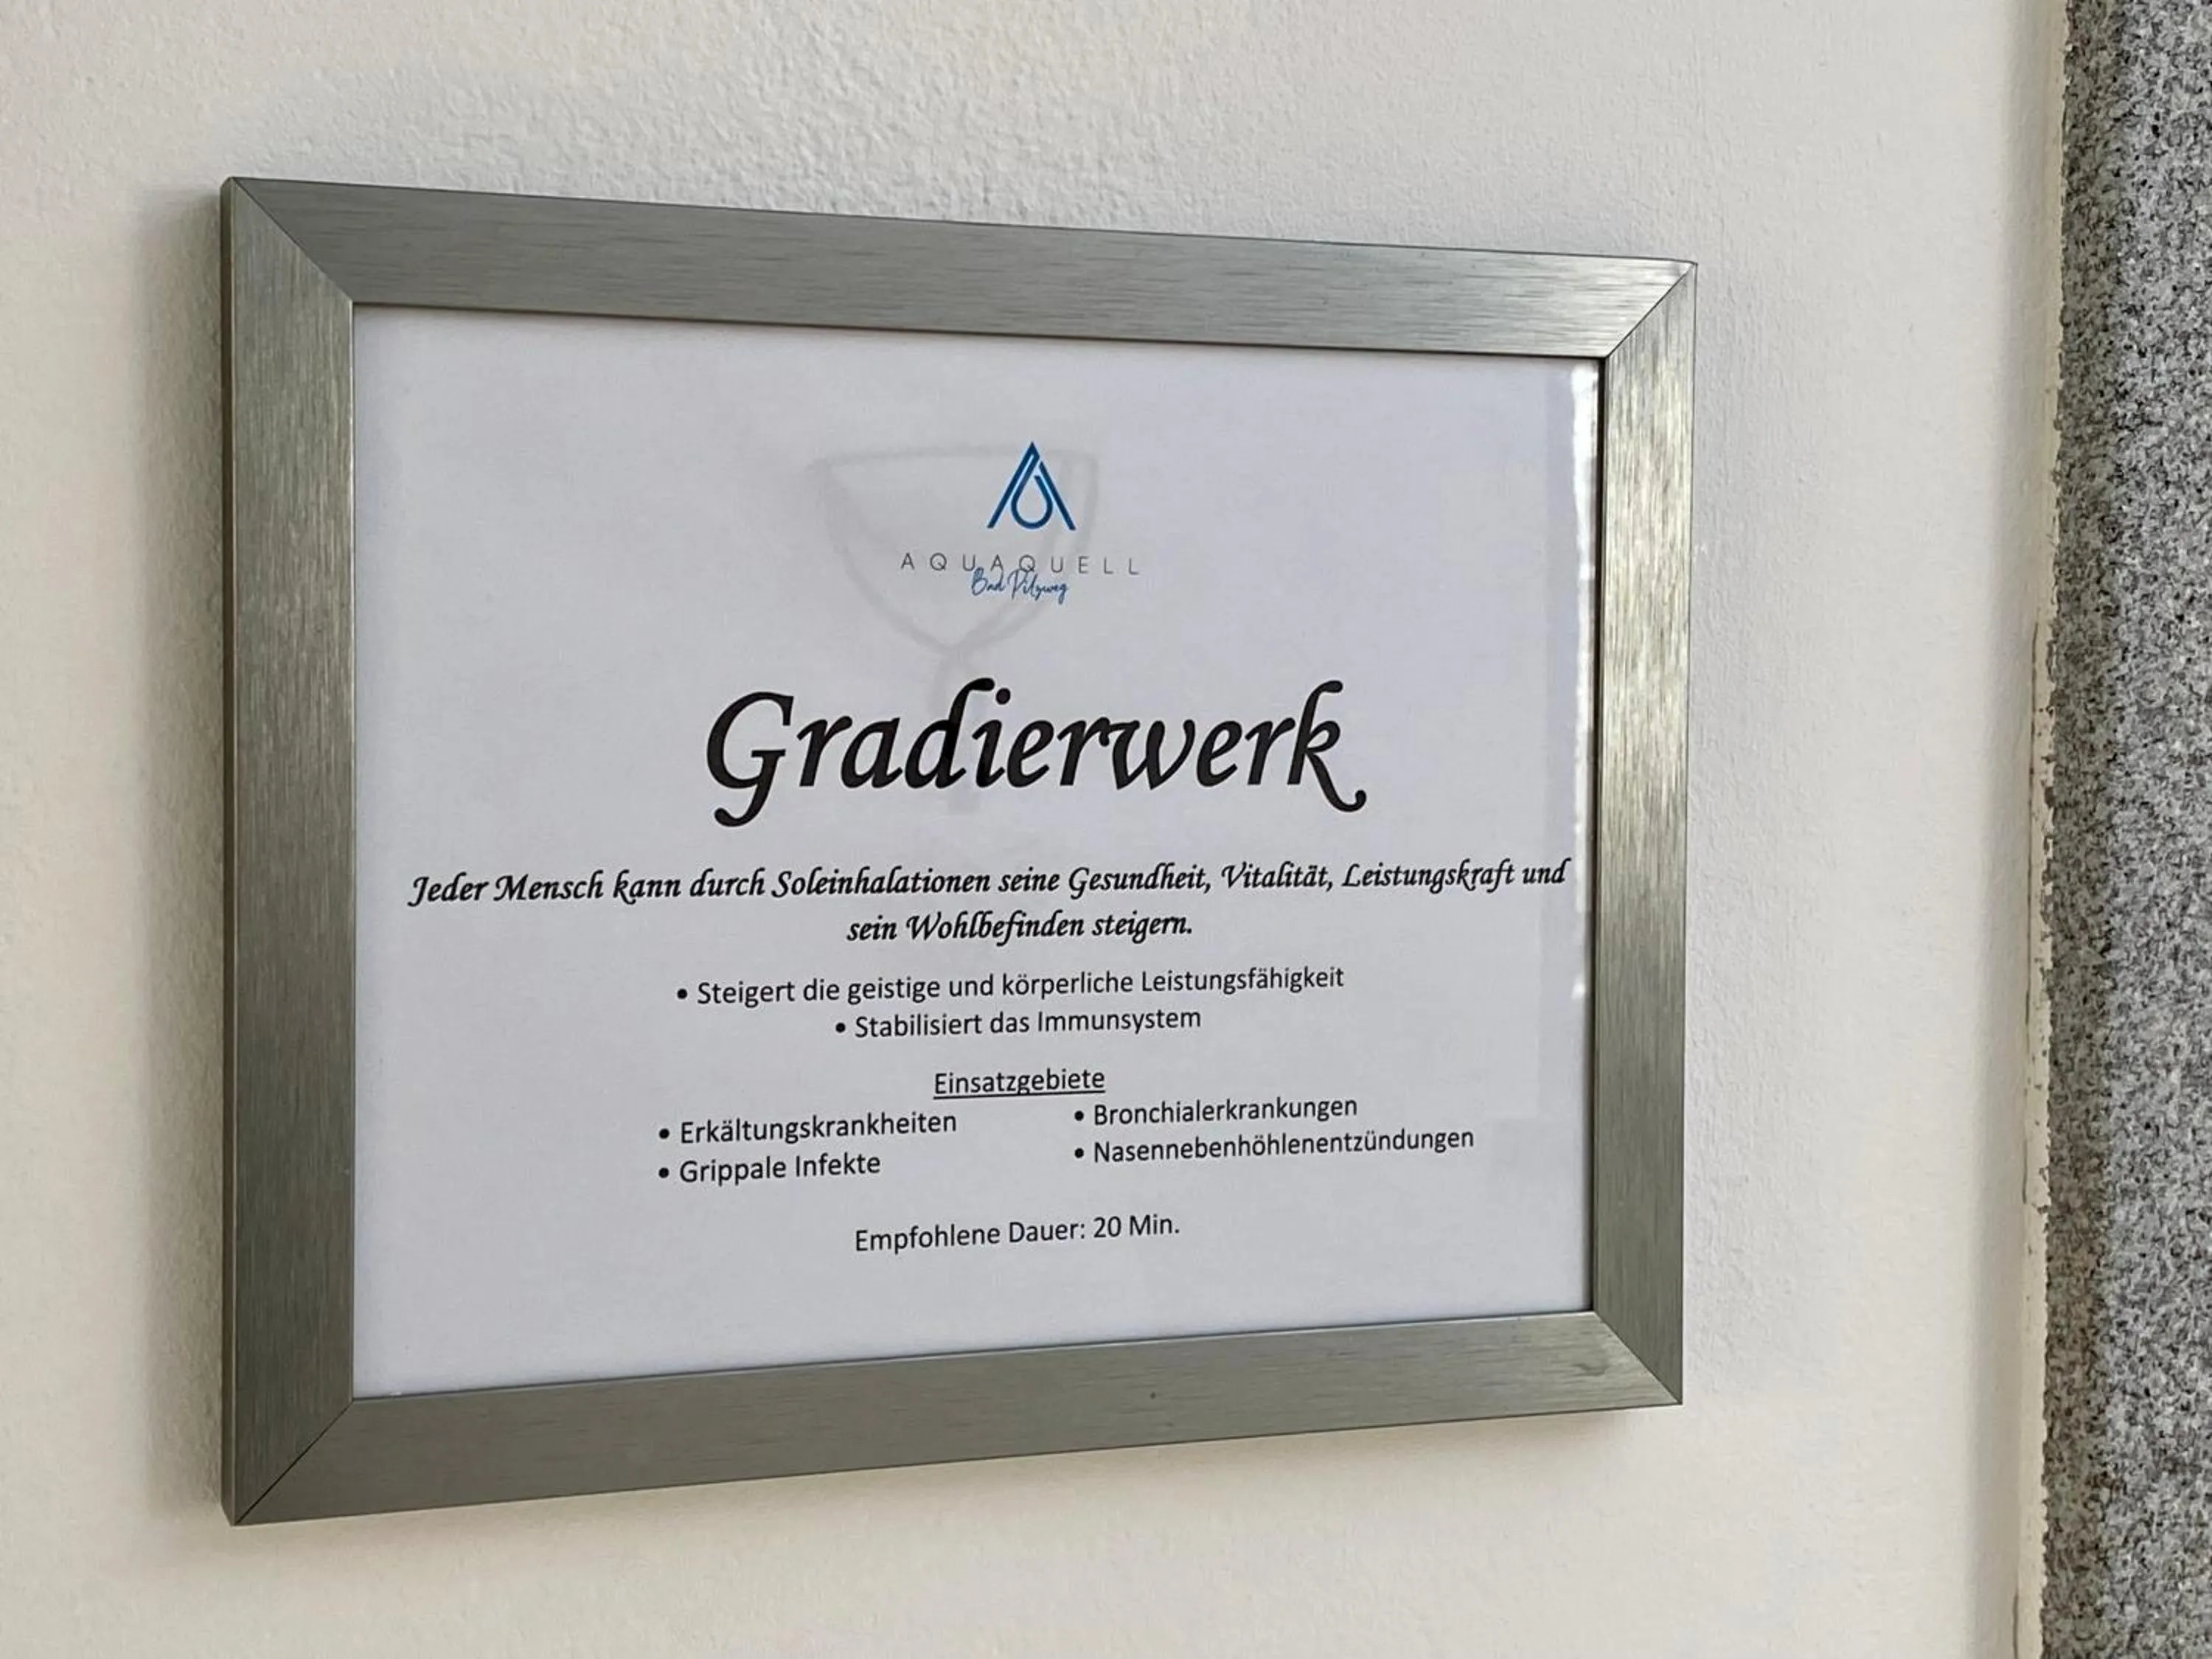 AQUAQUELL
Bad Pilzweg
Gradierwerk
Jeder Mensch kann durch Soleinhalationen seine Gesundheit, Vitalität, Leistungskraft und
sein Wohlbefinden steigern.
• Steigert die geistige und körperliche Leistungsfähigkeit
• Stabilisiert das Immunsystem
Einsatzgebiete
• Erkältungskrankheiten
• Grippale Infekte
• Bronchialerkrankungen
• Nasennebenhöhlenentzündungen
Empfohlene Dauer: 20 Min.